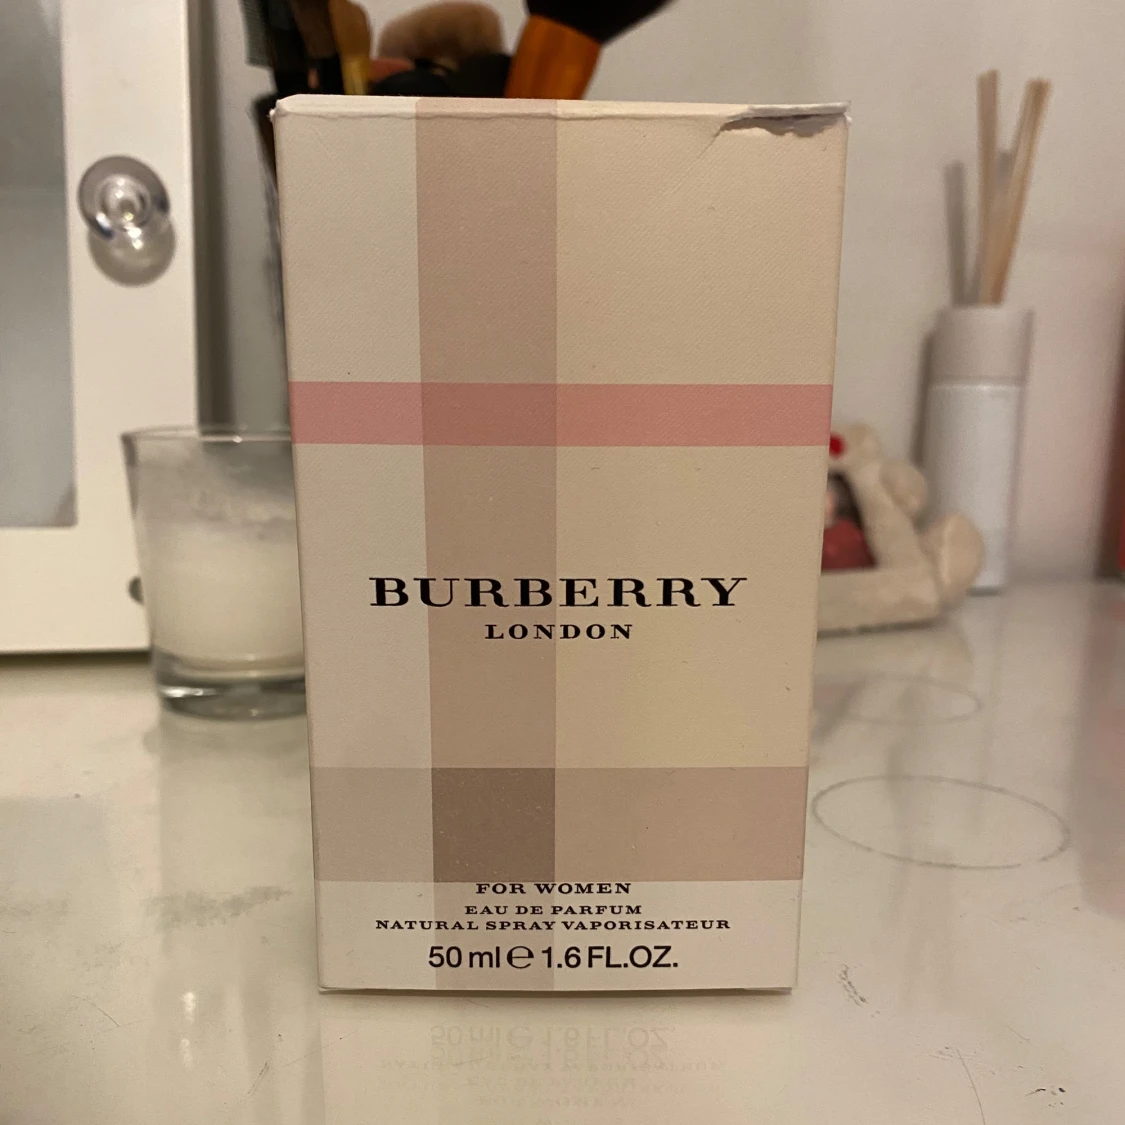 BURBERRY
LONDON
FOR WOMEN
EAU DE PARFUM
NATURAL SPRAY VAPORISATEUR
50 ml ℮ 1.6 FL.OZ.